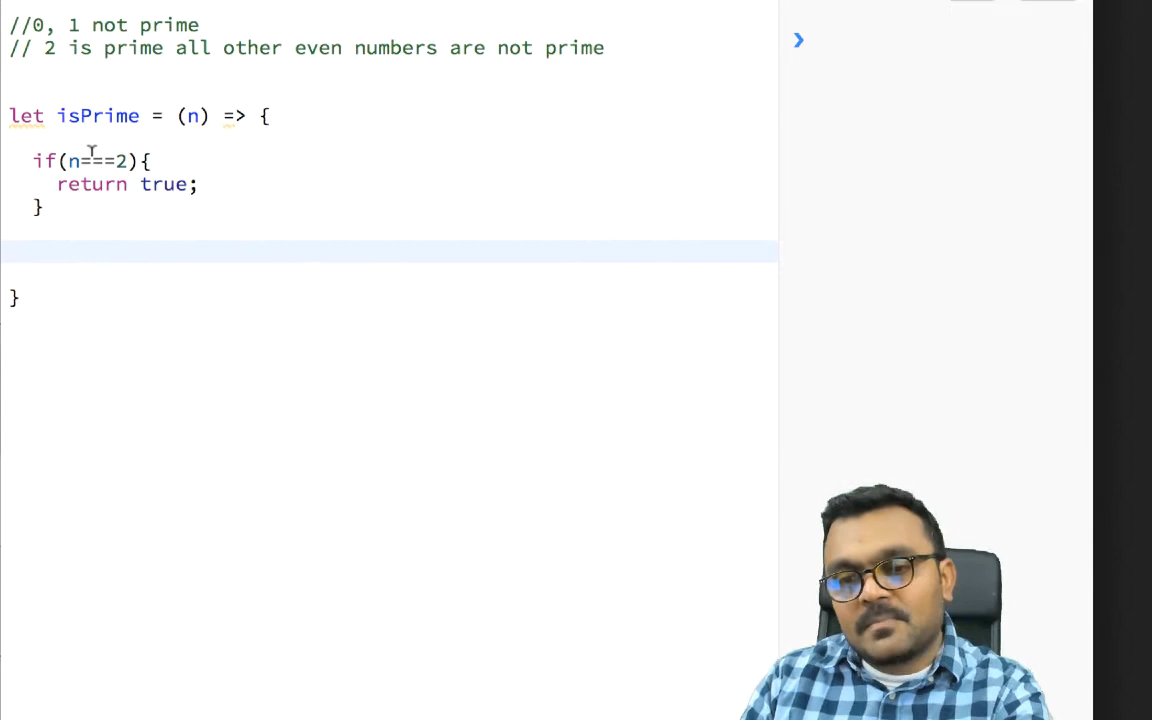 //0, 1 not prime
// 2 is prime all other even numbers are not prime
let isPrime = (n) => {
if(n===2){
return true;
}
}